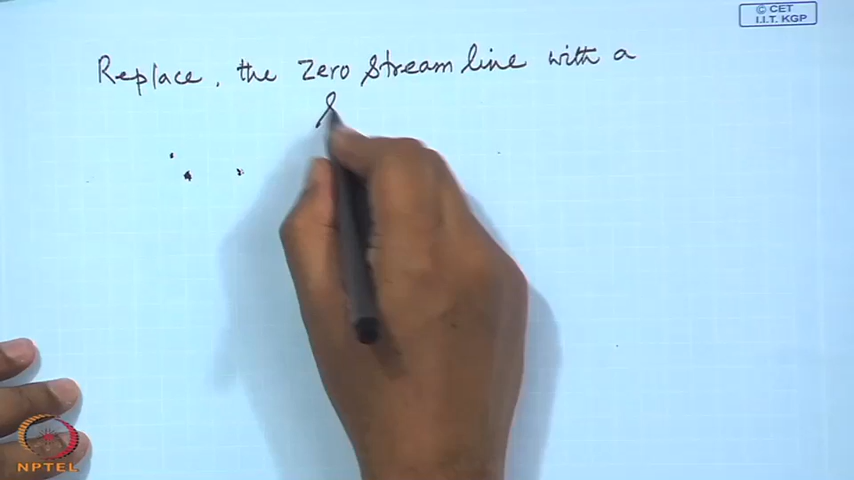 © CET
I.I.T. KGP
Replace, the zero stream line with a
NPTEL